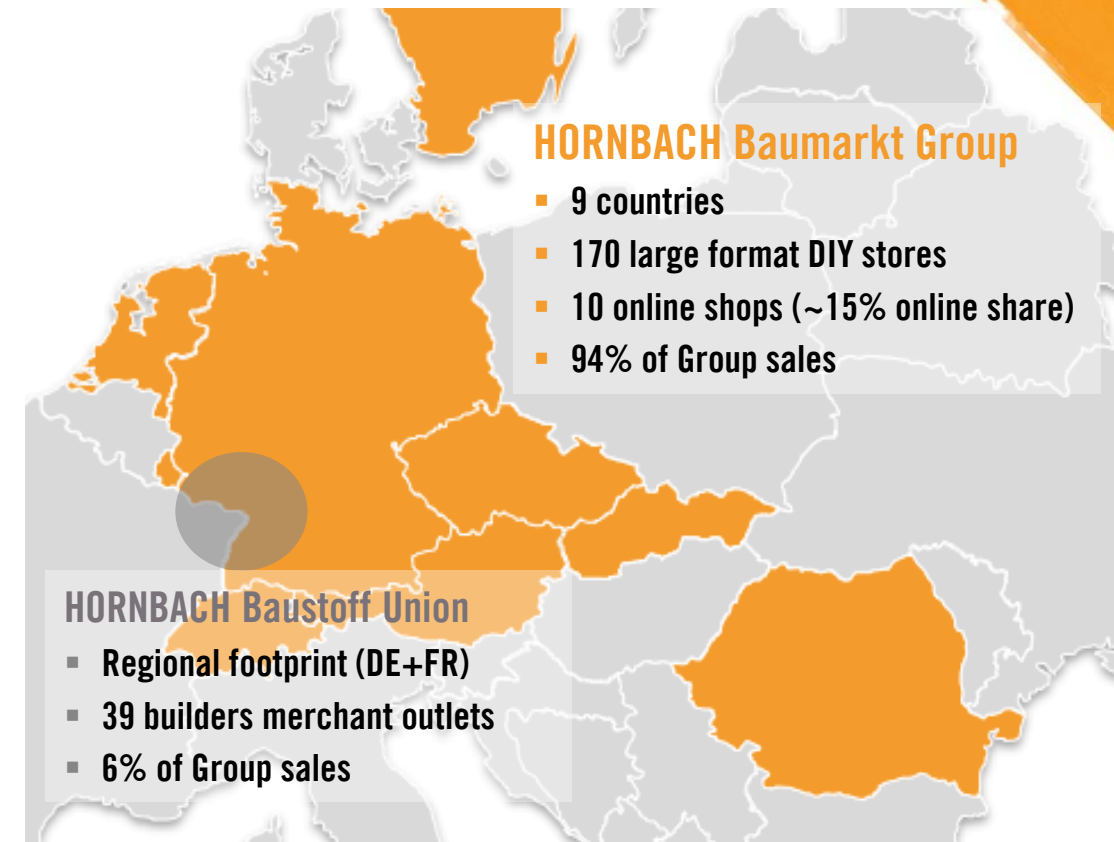 HORNBACH Baumarkt Group
▪ 9 countries
▪ 170 large format DIY stores
▪ 10 online shops (~15% online share)
▪ 94% of Group sales
HORNBACH Baustoff Union
▪ Regional footprint (DE+FR)
▪ 39 builders merchant outlets
▪ 6% of Group sales